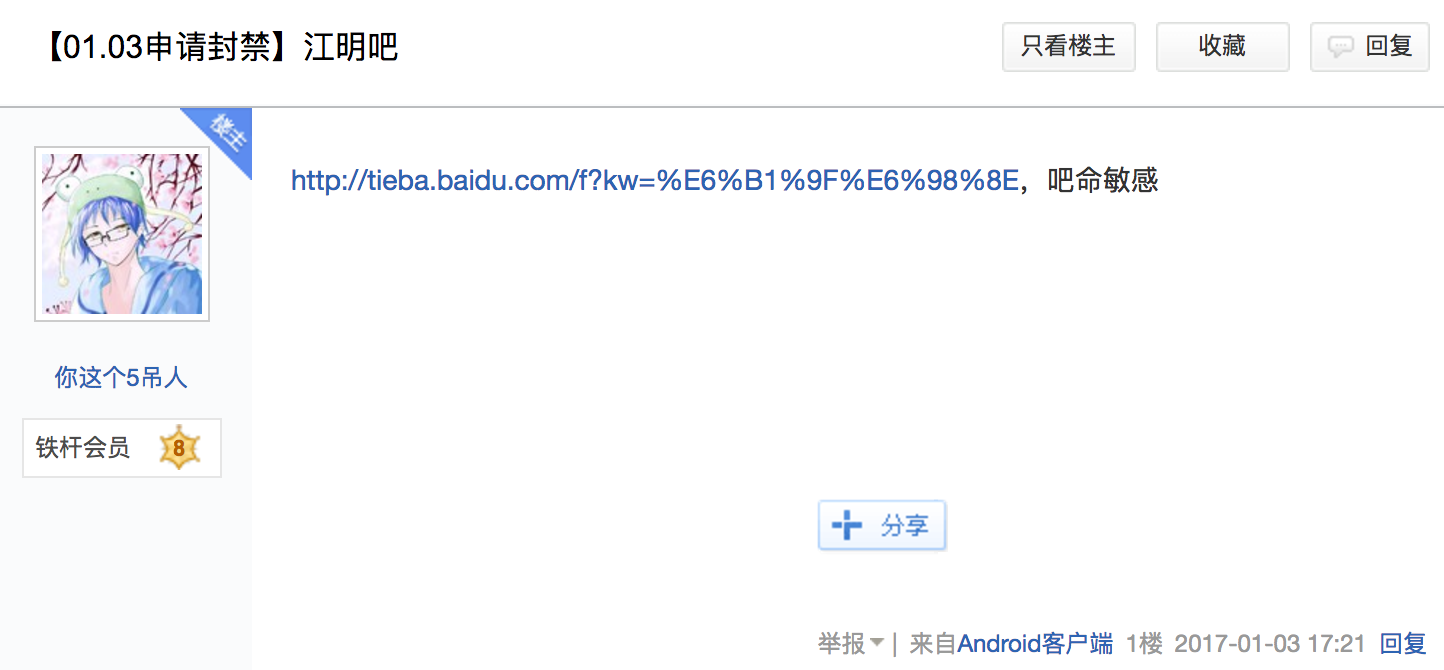 【01.03申请封禁】江明吧
只看楼主
收藏
回复
楼主
http://tieba.baidu.com/f?kw=%E6%B1%9F%E6%98%8E，吧命敏感
你这个5吊人
铁杆会员 8
分享
举报 | 来自Android客户端 1楼 2017-01-03 17:21 回复